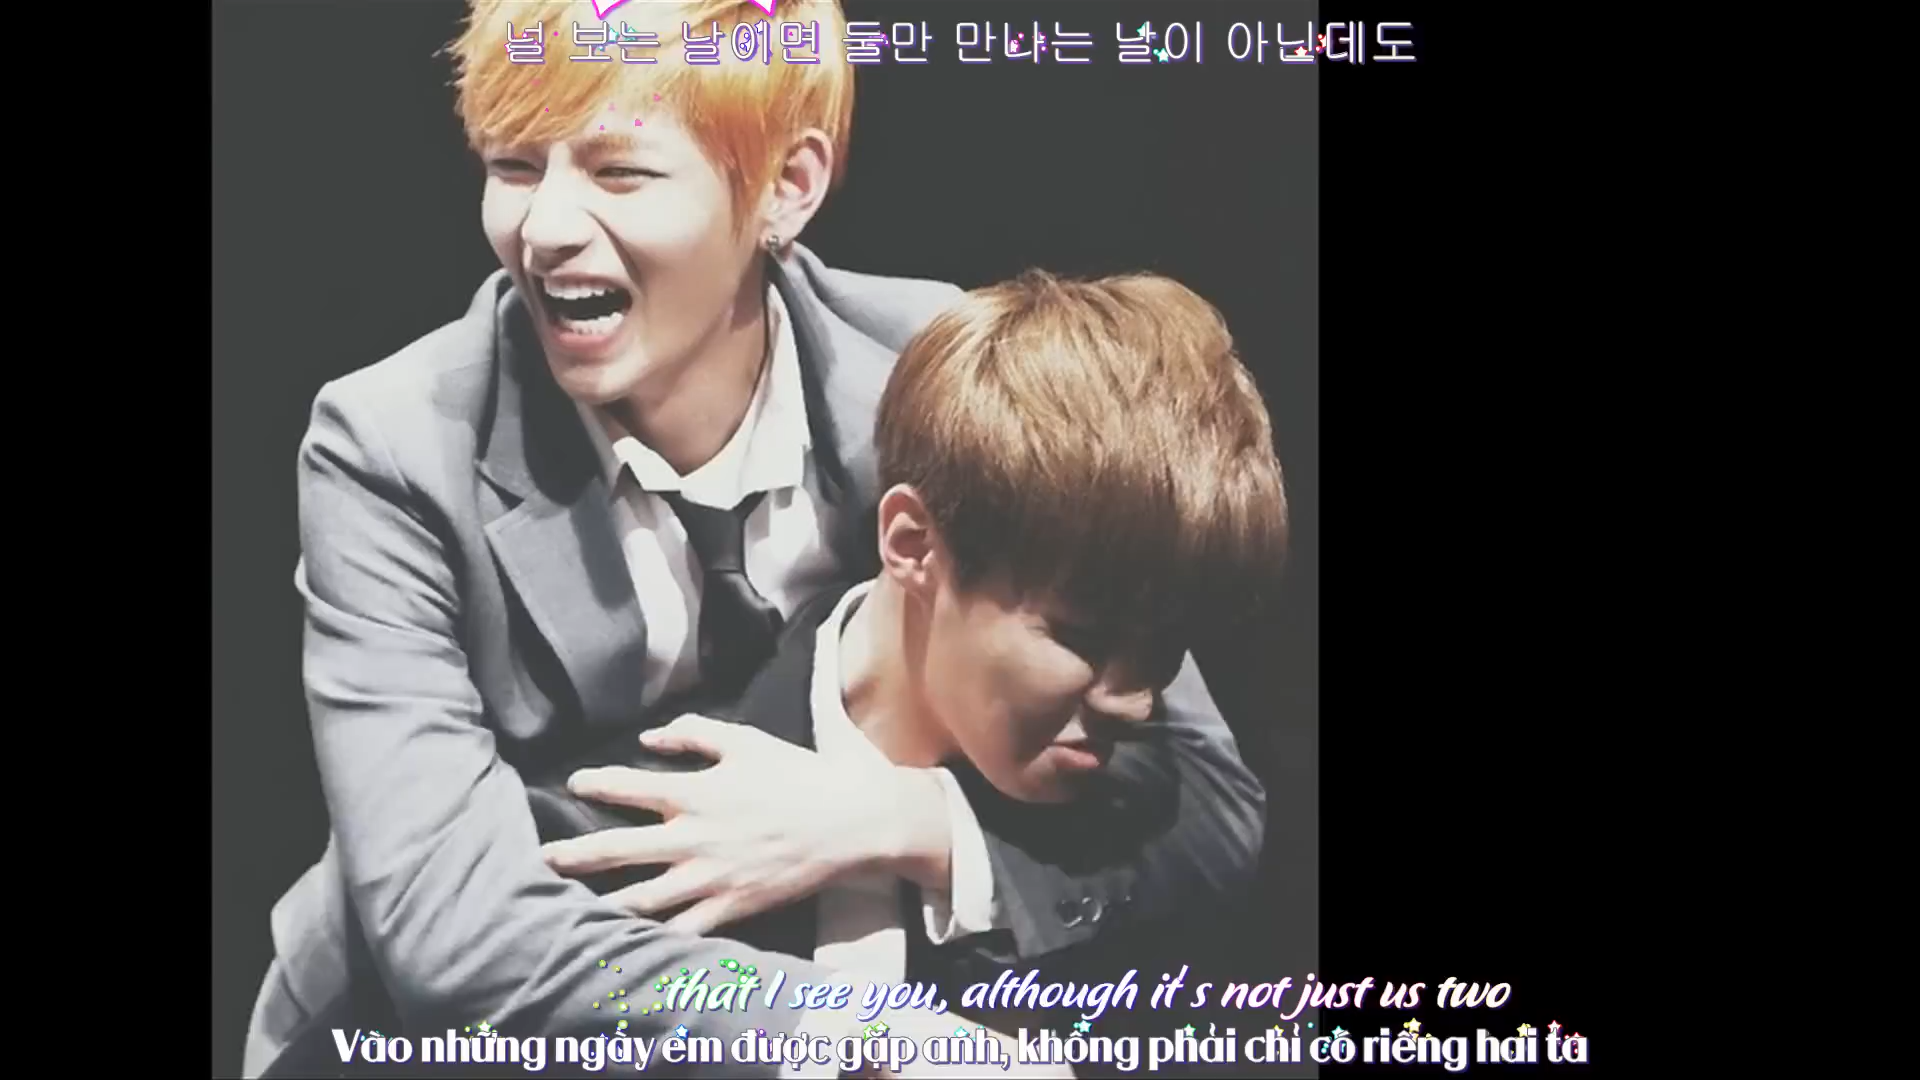 널 보는 날이면 둘만 만나는 날이 아닌데도
that I see you, although it's not just us two
Vào những ngày em được gặp anh, không phải chỉ có riêng hai ta